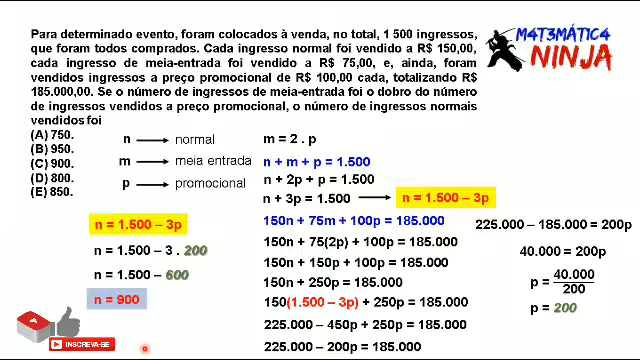 Para determinado evento, foram colocados à venda, no total, 1 500 ingressos,
que foram todos comprados. Cada ingresso normal foi vendido a R$ 150,00,
cada ingresso de meia-entrada foi vendido a R$ 75,00, e, ainda, foram
vendidos ingressos a preço promocional de R$ 100,00 cada, totalizando R$
185.000,00. Se o número de ingressos de meia-entrada foi o dobro do número
de ingressos vendidos a preço promocional, o número de ingressos normais
vendidos foi
(A) 750.
(B) 950.
(C) 900.
(D) 800.
(E) 850.
M4T3MÁTIC4
NINJA
n → normal
m → meia entrada
p → promocional
m = 2 . p
n + m + p = 1.500
n + 2p + p = 1.500
n + 3p = 1.500 → n = 1.500 – 3p
150n + 75m + 100p = 185.000
150n + 75(2p) + 100p = 185.000
150n + 150p + 100p = 185.000
150n + 250p = 185.000
150(1.500 – 3p) + 250p = 185.000
225.000 – 450p + 250p = 185.000
225.000 – 200p = 185.000
225.000 – 185.000 = 200p
40.000 = 200p
p = 40.000
200
p = 200
n = 1.500 – 3p
n = 1.500 – 3 . 200
n = 1.500 – 600
n = 900
INSCREVA-SE